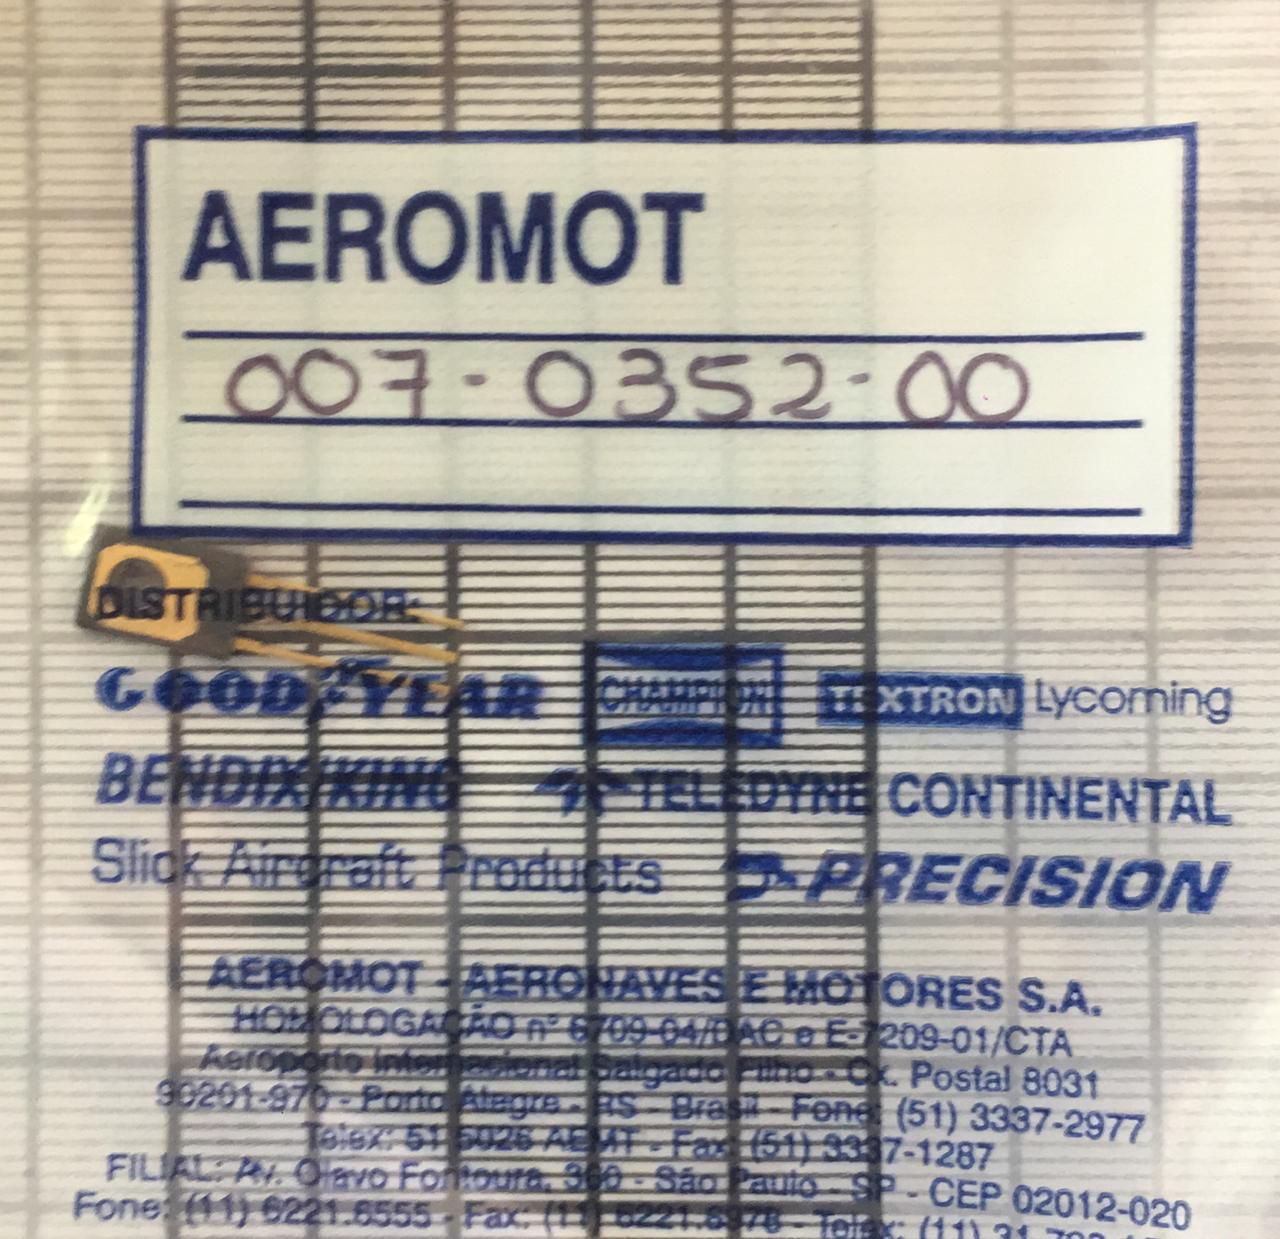 AEROMOT
007-0352-00
DISTRIBUIDOR:
GOODYEAR CHAMPION TEXTRON Lycoming
BENDIX/KING TELEDYNE CONTINENTAL
Slick Aircraft Products PRECISION
AEROMOT - AERONAVES E MOTORES S.A.
HOMOLOGAÇÃO nº 6709-04/DAC e E-7209-01/CTA
Aeroporto Internacional Salgado Filho - Cx. Postal 8031
90201-970 - Porto Alegre - RS - Brasil - Fone: (51) 3337-2977
Telex: 51 5026 AEMT - Fax: (51) 3337-1287
FILIAL: Av. Olavo Fontoura, - São Paulo - SP - CEP 02012-020
Fone: (11) 6221.6555 - Fax: (11) - Telex: (11)